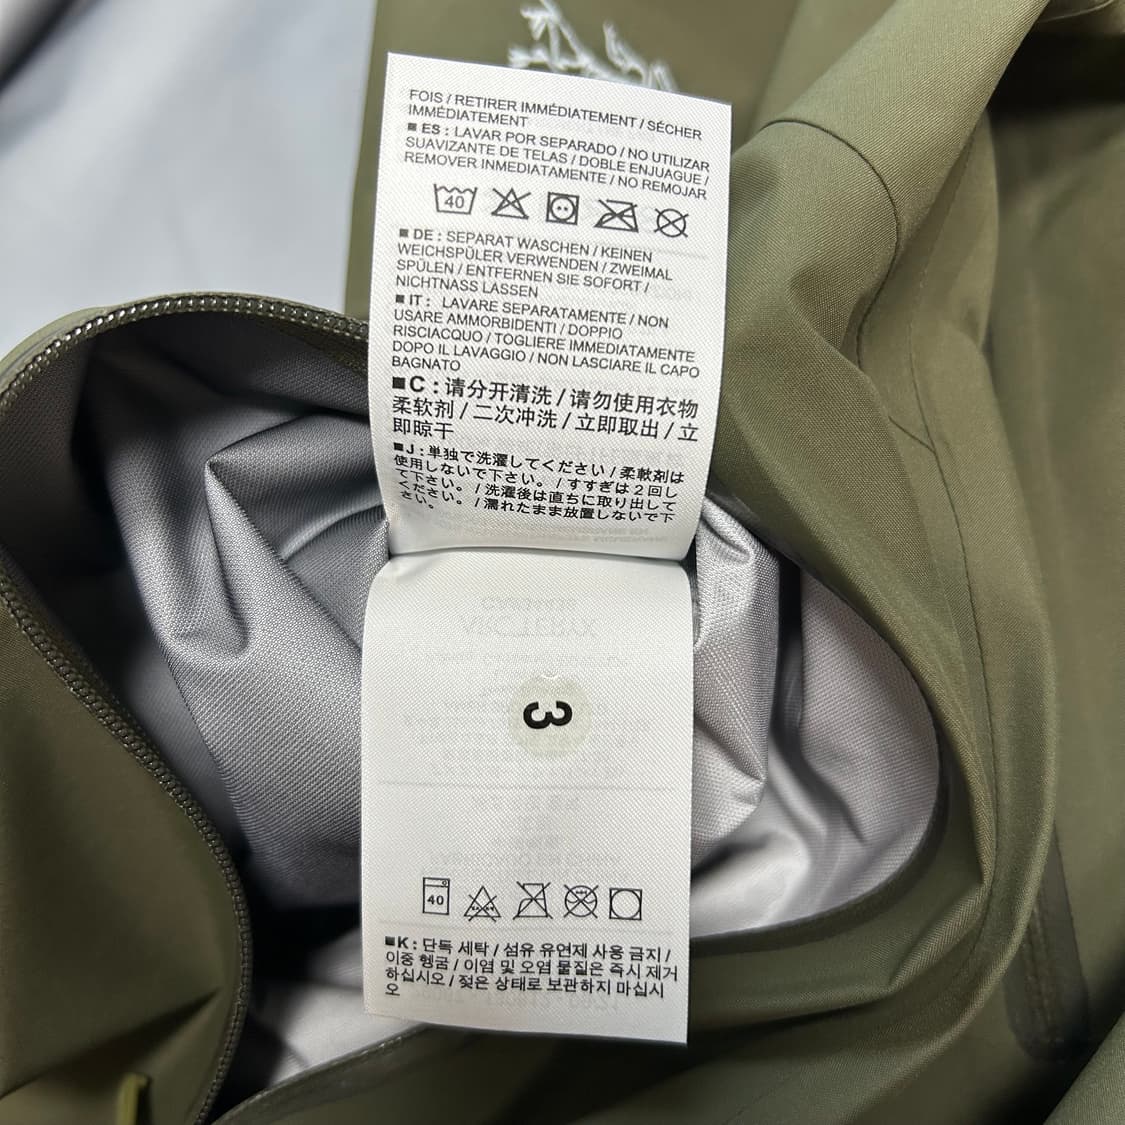 FOIS / RETIRER IMMÉDIATEMENT / SÉCHER
IMMÉDIATEMENT
■ ES : LAVAR POR SEPARADO / NO UTILIZAR
SUAVIZANTE DE TELAS / DOBLE ENJUAGUE /
REMOVER INMEDIATAMENTE / NO REMOJAR
40
■ DE : SEPARAT WASCHEN / KEINEN
WEICHSPÜLER VERWENDEN / ZWEIMAL
SPÜLEN / ENTFERNEN SIE SOFORT /
NICHTNASS LASSEN
■ IT : LAVARE SEPARATAMENTE / NON
USARE AMMORBIDENTI / DOPPIO
RISCIACQUO / TOGLIERE IMMEDIATAMENTE
DOPO IL LAVAGGIO / NON LASCIARE IL CAPO
BAGNATO
■C : 请分开清洗 / 请勿使用衣物
柔软剂 / 二次冲洗 / 立即取出 / 立
即晾干
■J : 単独で洗濯してください / 柔軟剤は
使用しないで下さい。 / すすぎは２回し
て下さい。 / 洗濯後は直ちに取り出して
ください。 / 濡れたまま放置しないで下
さい。
3
40
■K : 단독 세탁 / 섬유 유연제 사용 금지 /
이중 헹굼 / 이염 및 오염 물질은 즉시 제거
하십시오 / 젖은 상태로 보관하지 마십시
오